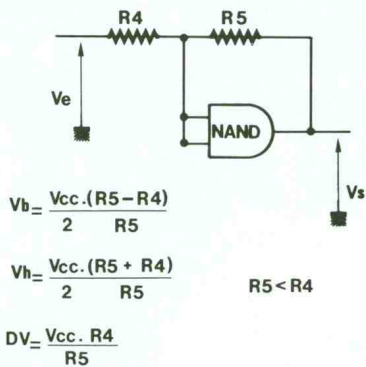 R4 R5
Ve
NAND
Vs
Vb = Vcc.(R5-R4)
2 R5
Vh = Vcc.(R5 + R4)
2 R5
R5 < R4
DV = Vcc. R4
R5